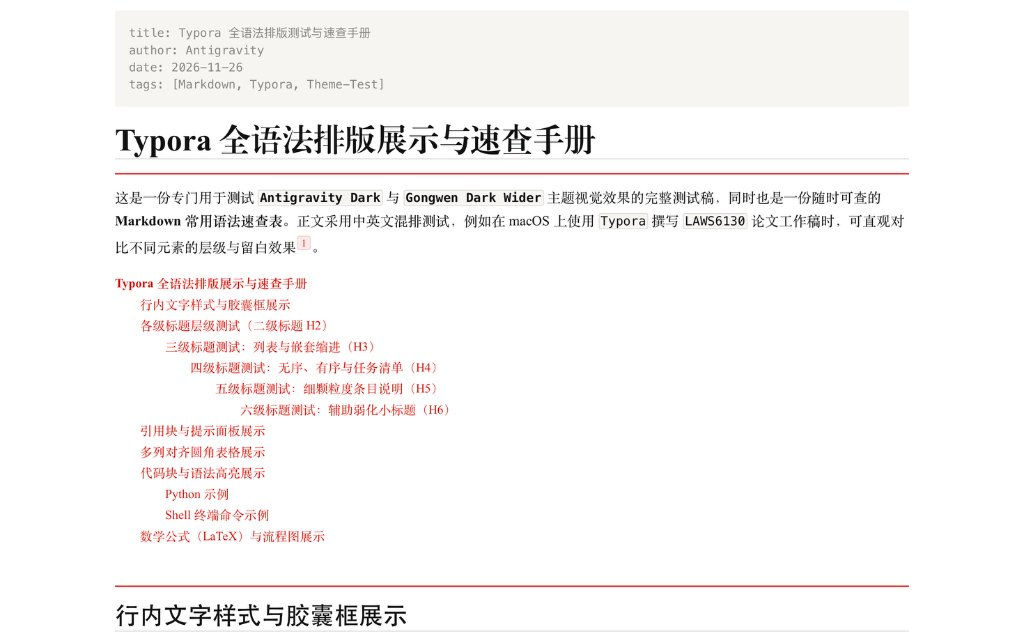 title: Typora 全语法排版测试与速查手册
author: Antigravity
date: 2026-11-26
tags: [Markdown, Typora, Theme-Test]
Typora 全语法排版展示与速查手册
这是一份专门用于测试 Antigravity Dark 与 Gongwen Dark Wider 主题视觉效果的完整测试稿，同时也是一份随时可查的
Markdown 常用语法速查表。正文采用中英文混排测试，例如在 macOS 上使用 Typora 撰写 LAWS6130 论文工作稿时，可直观对
比不同元素的层级与留白效果1。
Typora 全语法排版展示与速查手册
行内文字样式与胶囊框展示
各级标题层级测试（二级标题 H2）
三级标题测试：列表与嵌套缩进（H3）
四级标题测试：无序、有序与任务清单（H4）
五级标题测试：细颗粒度条目说明（H5）
六级标题测试：辅助弱化小标题（H6）
引用块与提示面板展示
多列对齐圆角表格展示
代码块与语法高亮展示
Python 示例
Shell 终端命令示例
数学公式（LaTeX）与流程图展示
行内文字样式与胶囊框展示